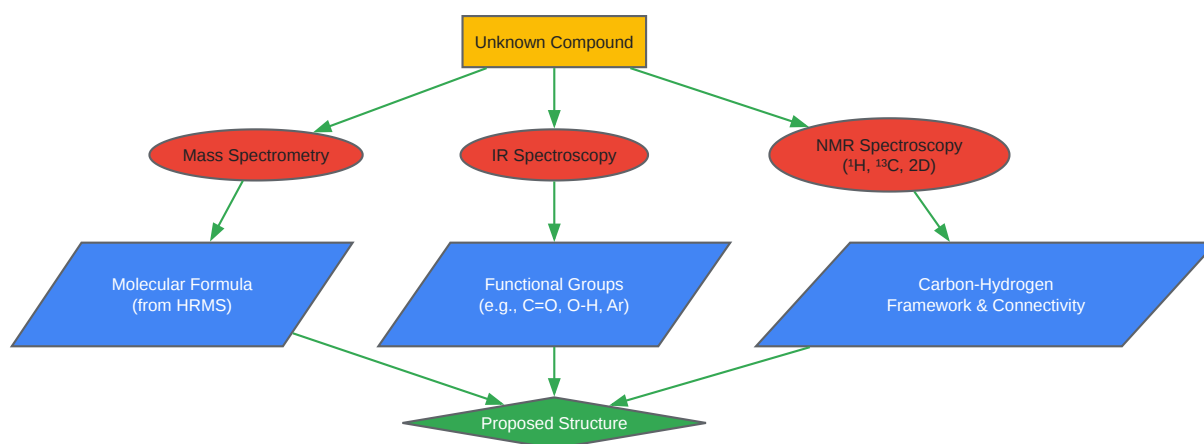 Unknown Compound
Mass Spectrometry
IR Spectroscopy
NMR Spectroscopy
(¹H, ¹³C, 2D)
Molecular Formula
(from HRMS)
Functional Groups
(e.g., C=O, O-H, Ar)
Carbon-Hydrogen
Framework & Connectivity
Proposed Structure